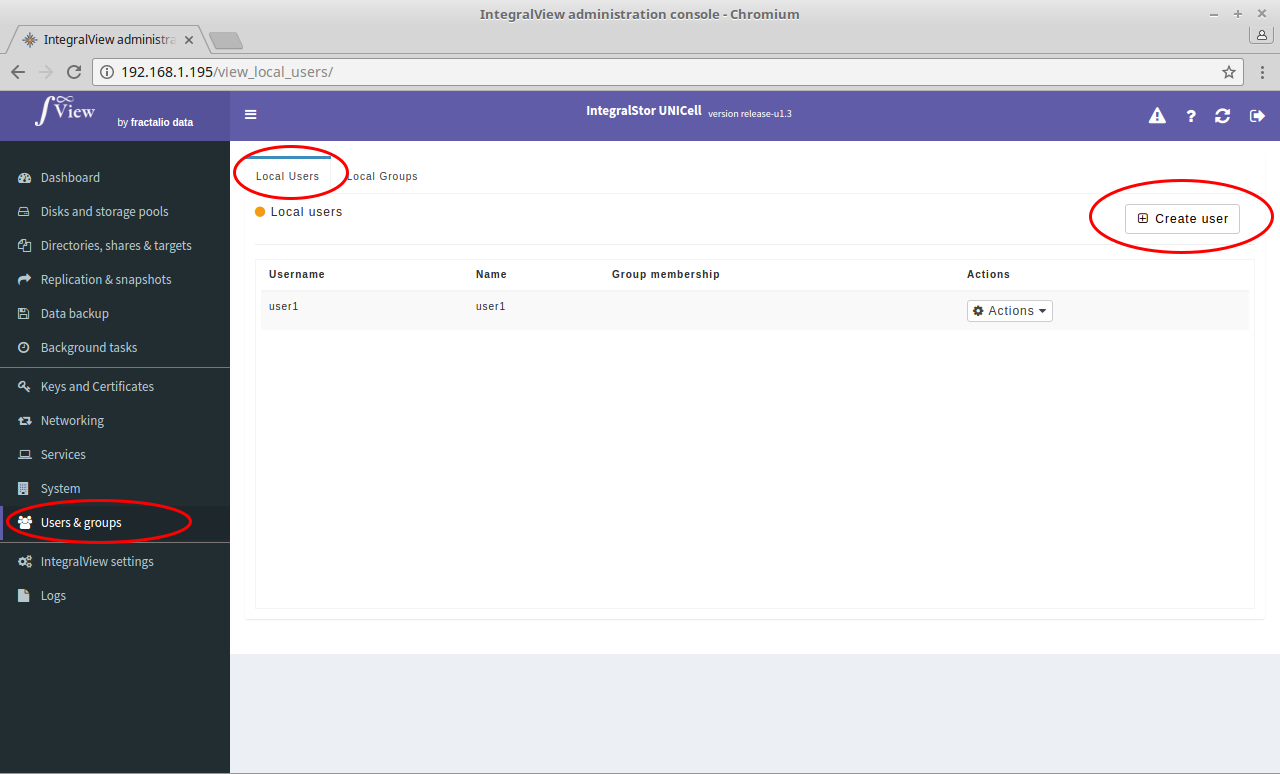 IntegralView administration console - Chromium
IntegralView administra
192.168.1.195/view_local_users/
View by fractalio data
IntegralStor UNICell version release-u1.3
Dashboard
Disks and storage pools
Directories, shares & targets
Replication & snapshots
Data backup
Background tasks
Keys and Certificates
Networking
Services
System
Users & groups
IntegralView settings
Logs
Local Users Local Groups
Local users
Create user
Username Name Group membership Actions
user1 user1 Actions